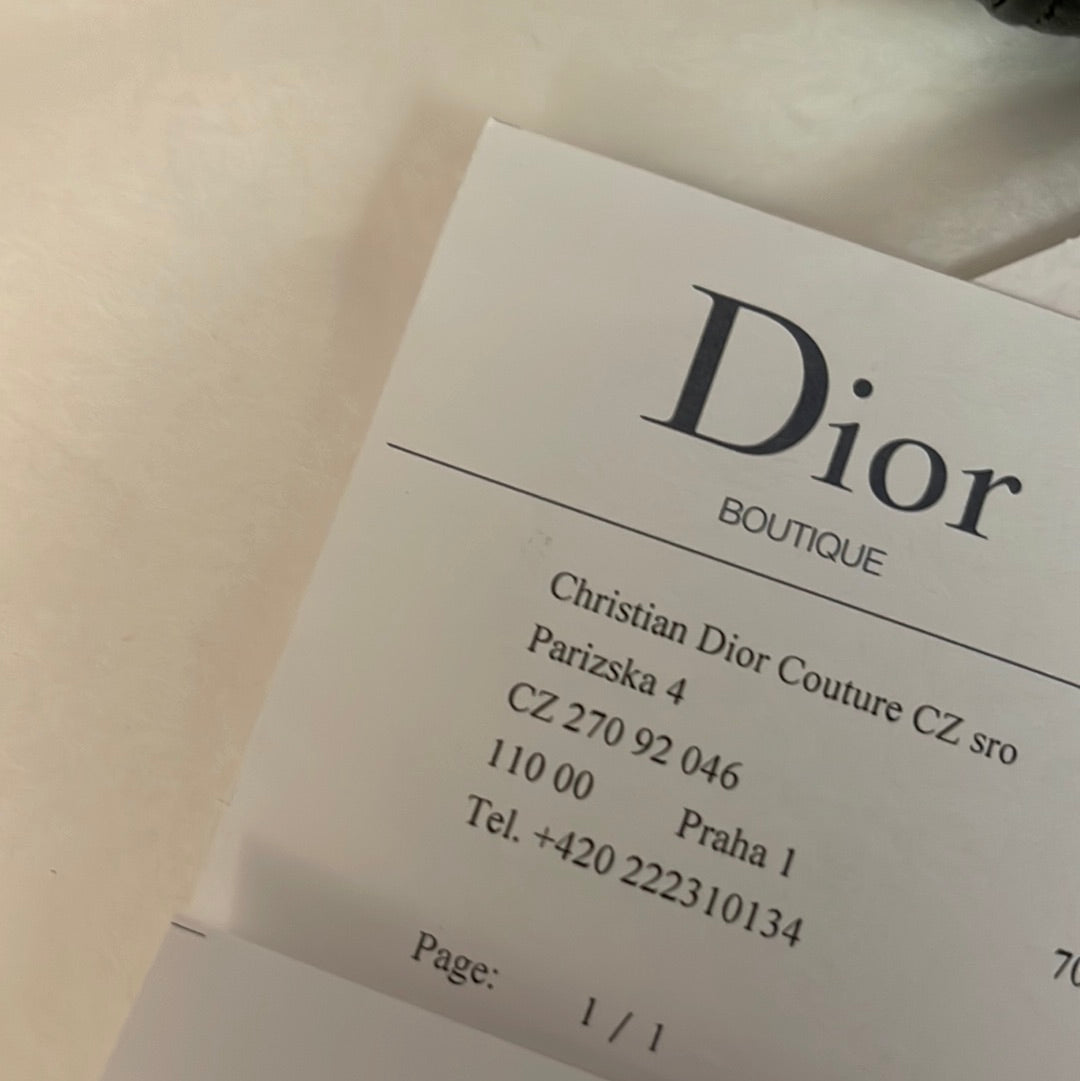 Dior
BOUTIQUE
Christian Dior Couture CZ sro
Parizska 4
CZ 270 92 046
110 00 Praha 1
Tel. +420 222310134
70
Page: 1 / 1